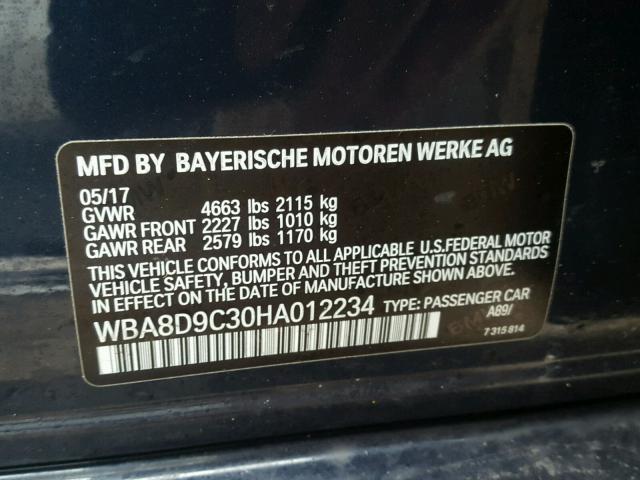 MFD BY BAYERISCHE MOTOREN WERKE AG
05/17
GVWR 4663 lbs 2115 kg
GAWR FRONT 2227 lbs 1010 kg
GAWR REAR 2579 lbs 1170 kg
THIS VEHICLE CONFORMS TO ALL APPLICABLE U.S.FEDERAL MOTOR
VEHICLE SAFETY, BUMPER AND THEFT PREVENTION STANDARDS
IN EFFECT ON THE DATE OF MANUFACTURE SHOWN ABOVE.
WBA8D9C30HA012234 TYPE: PASSENGER CAR
A89/
7 315 814